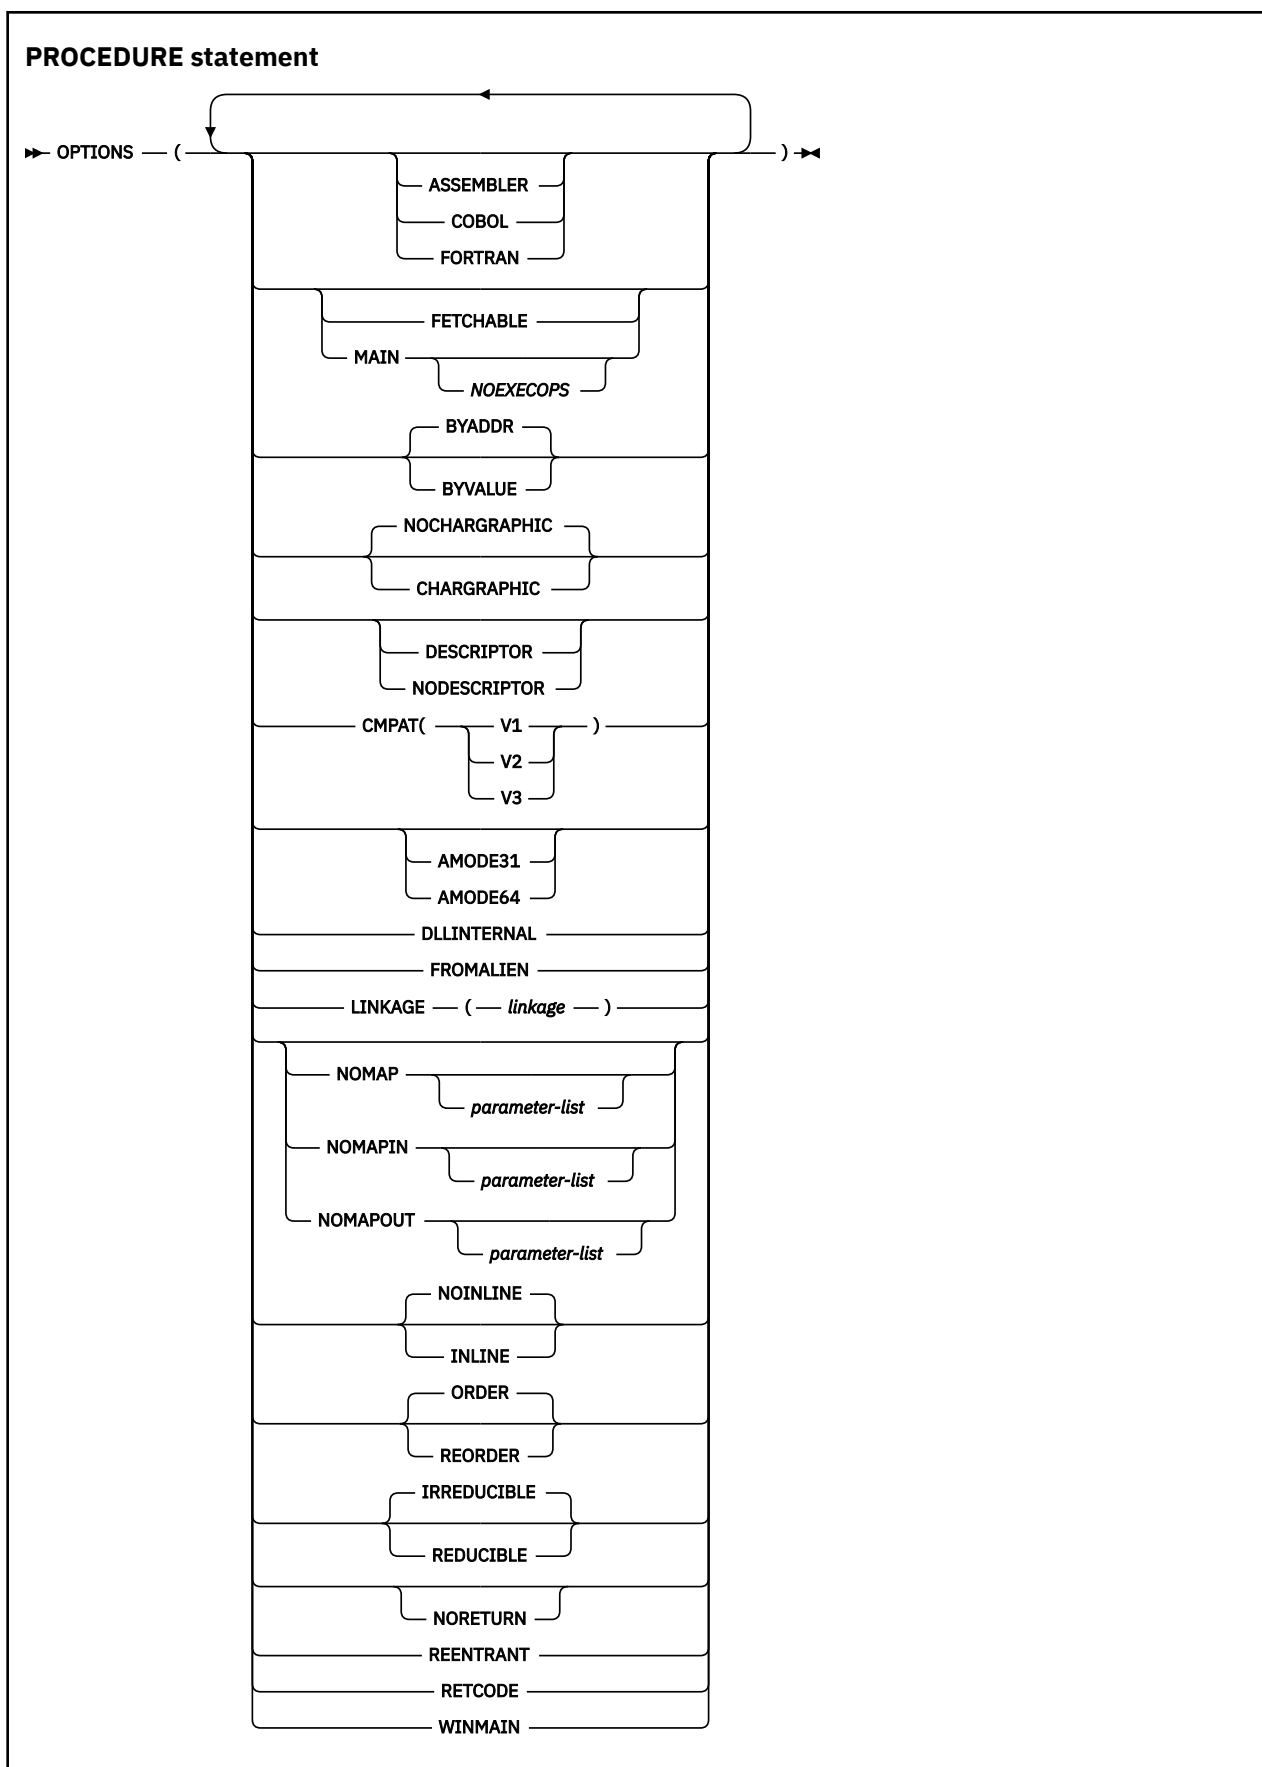 PROCEDURE statement
OPTIONS ( )
ASSEMBLER
COBOL
FORTRAN
FETCHABLE
MAIN
NOEXECOPS
BYADDR
BYVALUE
NOCHARGRAPHIC
CHARGRAPHIC
DESCRIPTOR
NODESCRIPTOR
CMPAT( V1 )
V2
V3
AMODE31
AMODE64
DLLINTERNAL
FROMALIEN
LINKAGE ( linkage )
NOMAP
parameter-list
NOMAPIN
parameter-list
NOMAPOUT
parameter-list
NOINLINE
INLINE
ORDER
REORDER
IRREDUCIBLE
REDUCIBLE
NORETURN
REENTRANT
RETCODE
WINMAIN